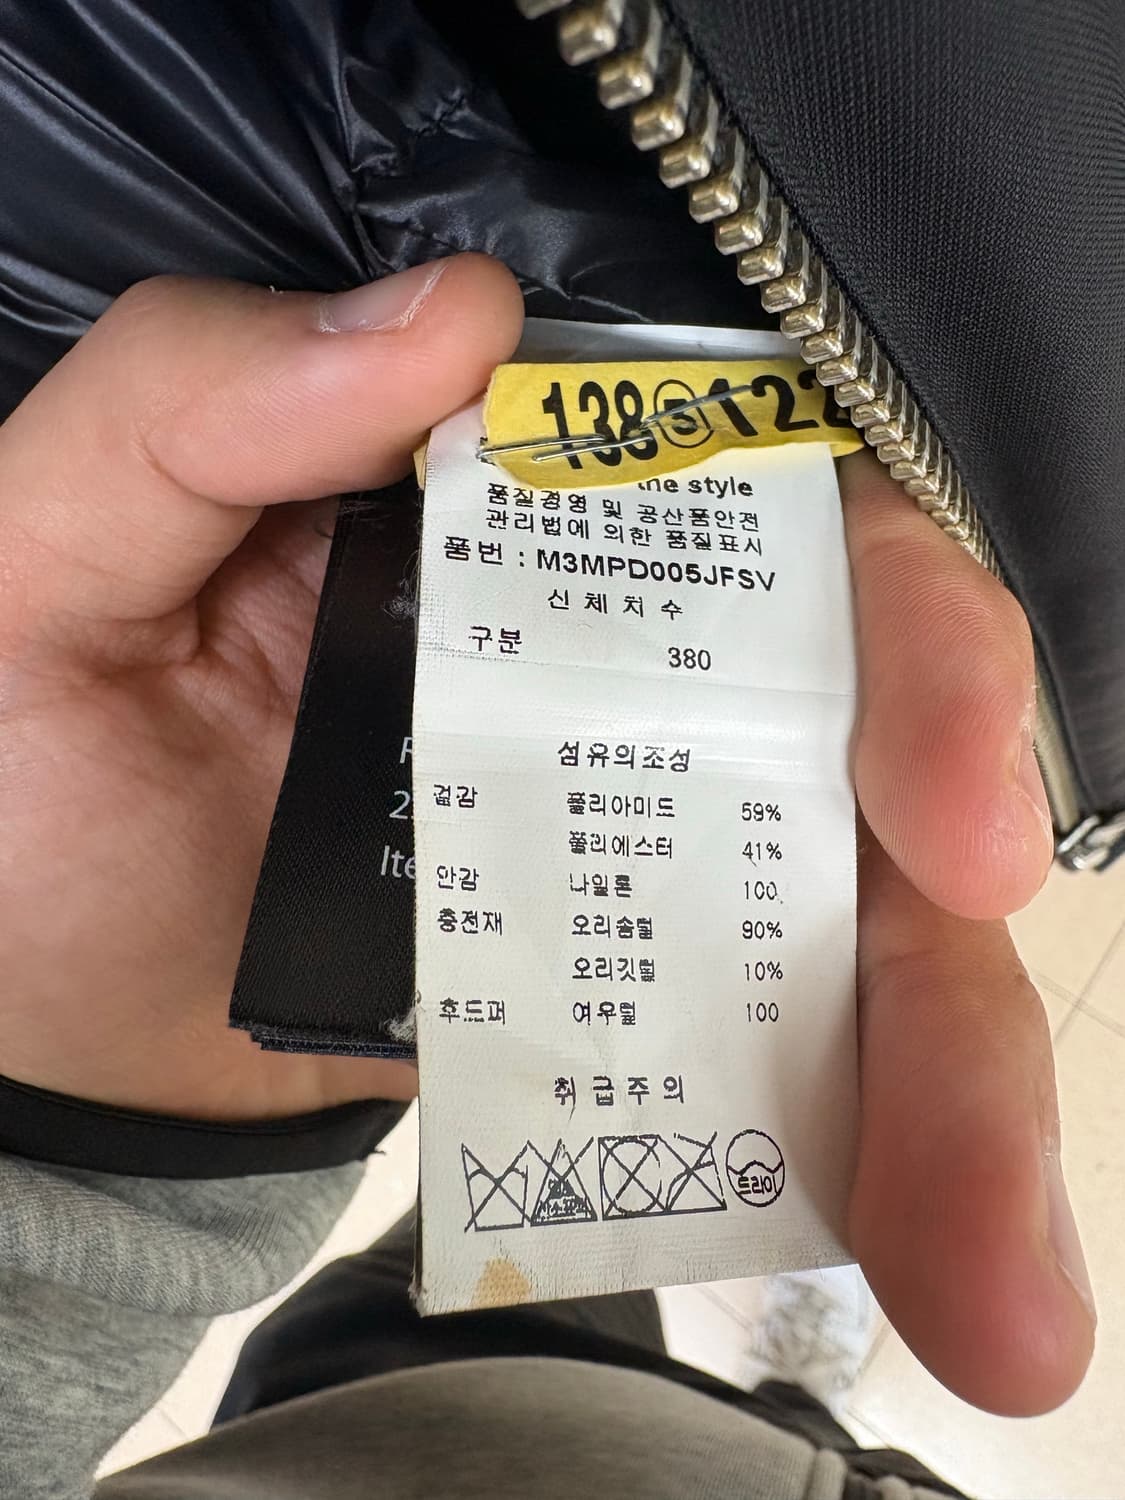 138 5 122
the style
품질경영 및 공산품안전
관리법에 의한 품질표시
품번 : M3MPD005JFSV
신체치수
구분 380
섬유의조성
겉감 폴리아미드 59%
폴리에스터 41%
안감 나일론 100
충전재 오리솜털 90%
오리깃털 10%
후드퍼 여우털 100
취급주의
드라이
R
2
Ite